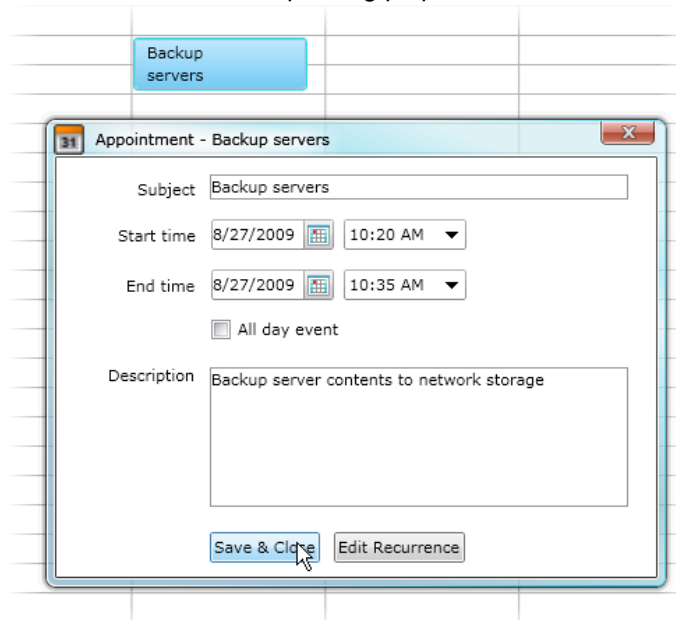 Backup
servers
31 Appointment - Backup servers X
Subject Backup servers
Start time 8/27/2009 10:20 AM
End time 8/27/2009 10:35 AM
All day event
Description Backup server contents to network storage
Save & Close Edit Recurrence